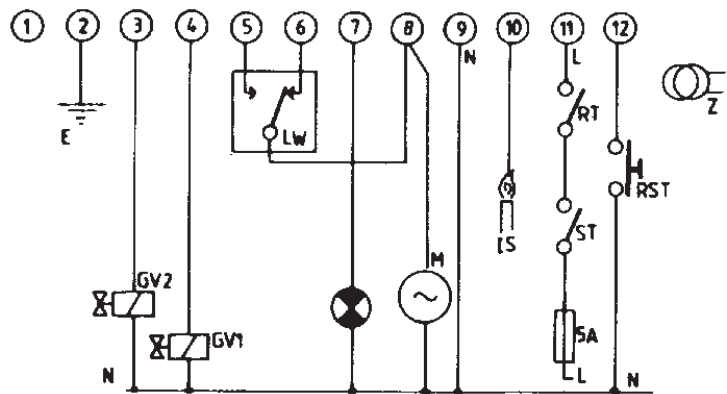 1 2 3 4 5 6 7 8 9 10 11 12
N
L
Z
E
LW
RT
RST
IS
ST
M
GV2
GV1
5A
N
L
N